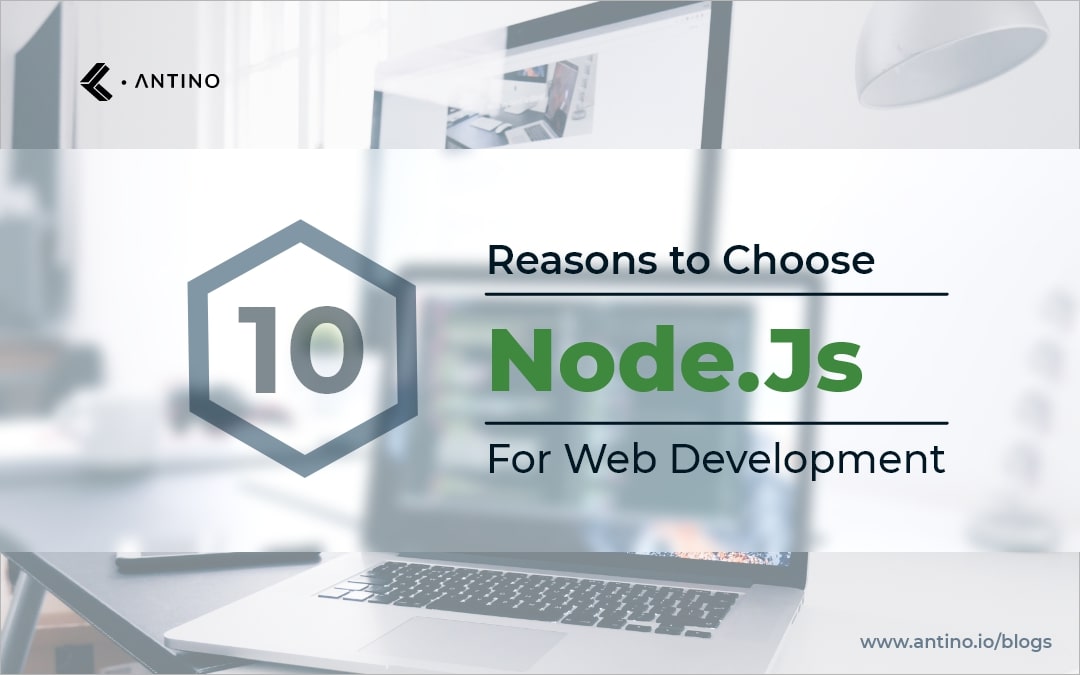 · ANTINO
10
Reasons to Choose
Node.Js
For Web Development
www.antino.io/blogs